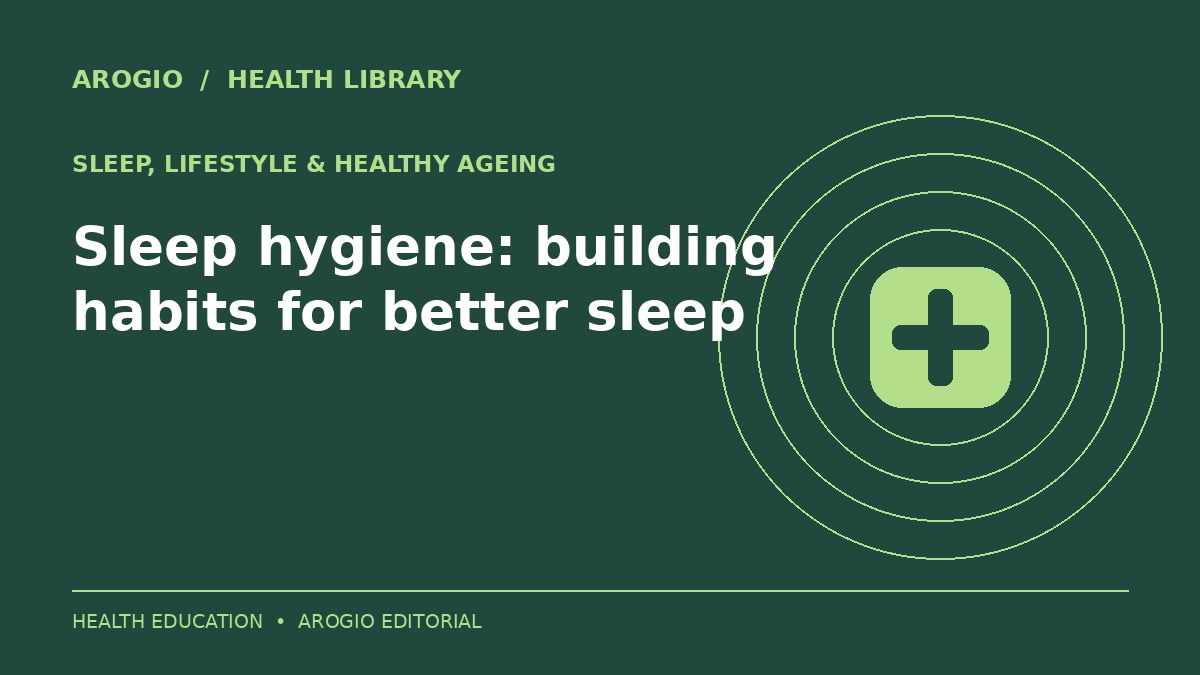 AROGIO / HEALTH LIBRARY
SLEEP, LIFESTYLE & HEALTHY AGEING
Sleep hygiene: building
habits for better sleep
HEALTH EDUCATION • AROGIO EDITORIAL